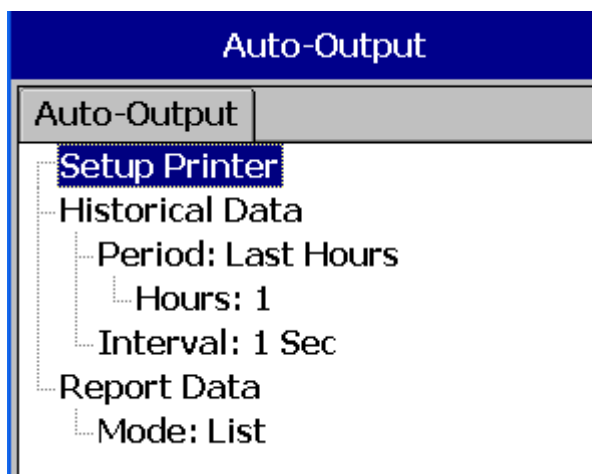 Auto-Output
Auto-Output
Setup Printer
Historical Data
Period: Last Hours
Hours: 1
Interval: 1 Sec
Report Data
Mode: List